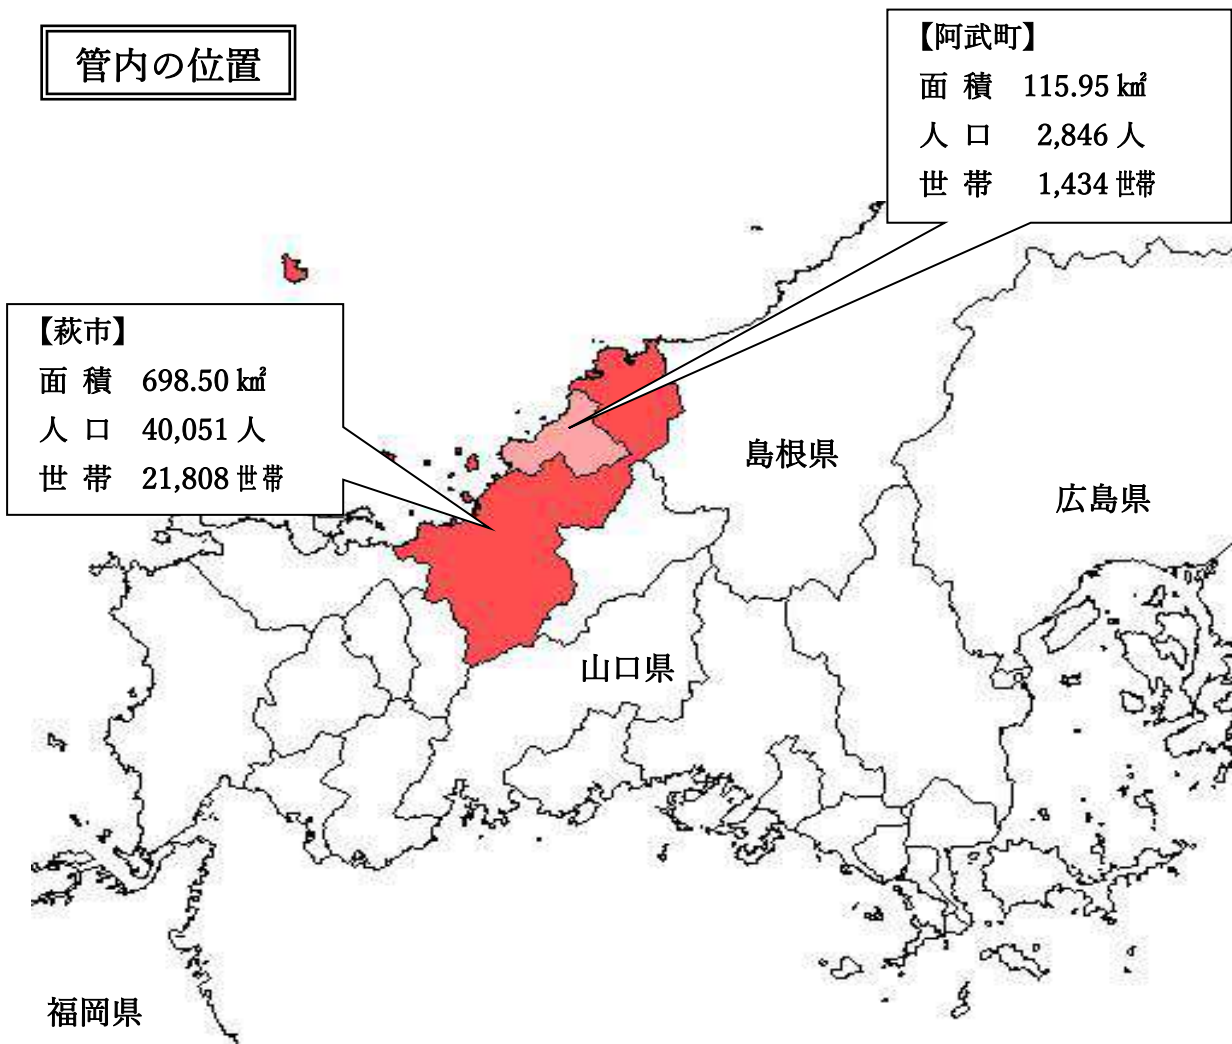 管内の位置
【阿武町】
面 積 115.95 ㎢
人 口 2,846 人
世 帯 1,434 世帯
【萩市】
面 積 698.50 ㎢
人 口 40,051 人
世 帯 21,808 世帯
島根県
広島県
山口県
福岡県